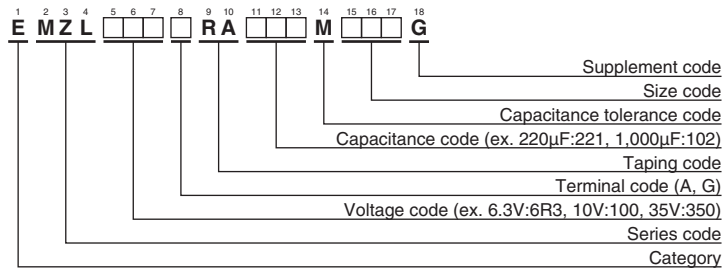 1 2 3 4 5 6 7 8 9 10 11 12 13 14 15 16 17 18
E M Z L R A M G
Supplement code
Size code
Capacitance tolerance code
Capacitance code (ex. 220μF:221, 1,000μF:102)
Taping code
Terminal code (A, G)
Voltage code (ex. 6.3V:6R3, 10V:100, 35V:350)
Series code
Category